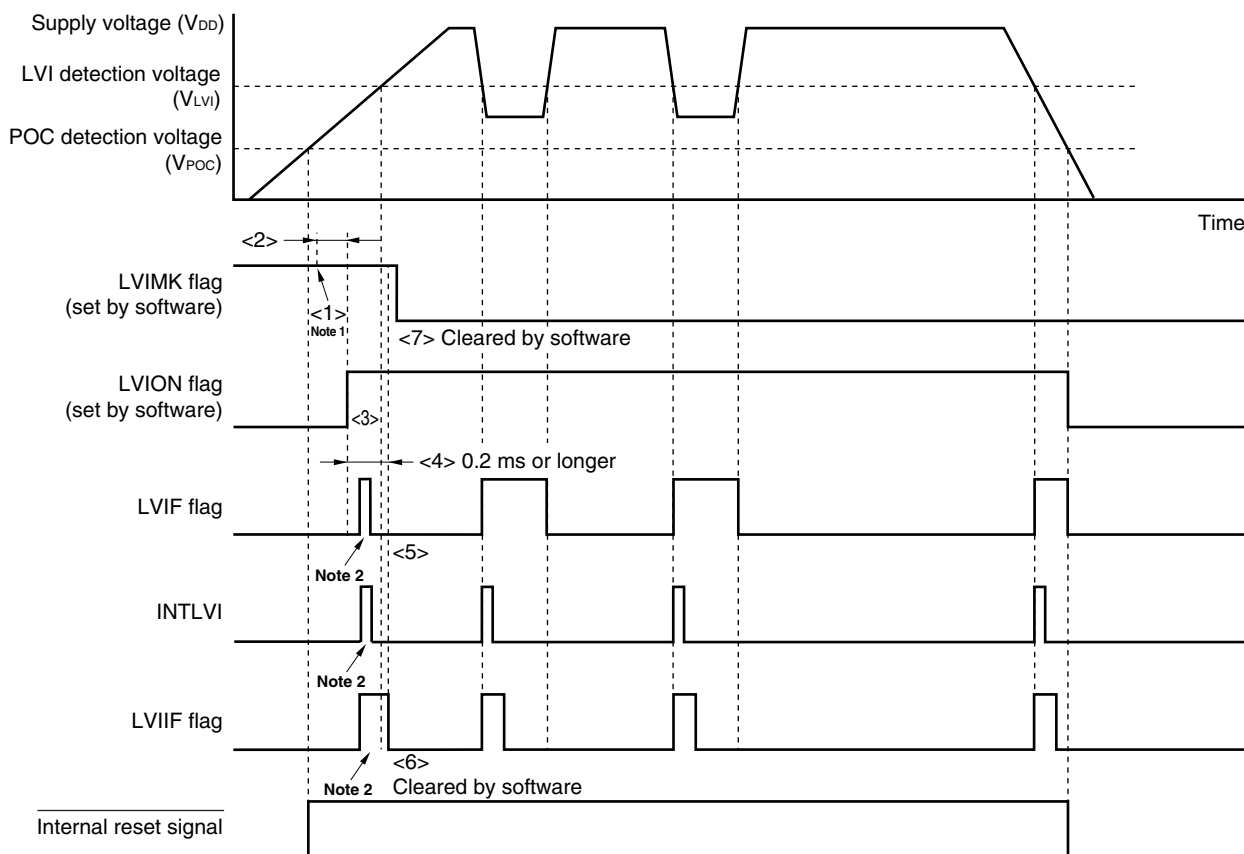 Supply voltage (VDD)
LVI detection voltage
(VLVI)
POC detection voltage
(VPOC)
Time
<2>
LVIMK flag
(set by software)
<1>
Note 1
<7> Cleared by software
LVION flag
(set by software)
<3>
<4> 0.2 ms or longer
LVIF flag
<5>
Note 2
INTLVI
Note 2
LVIIF flag
<6>
Note 2 Cleared by software
Internal reset signal